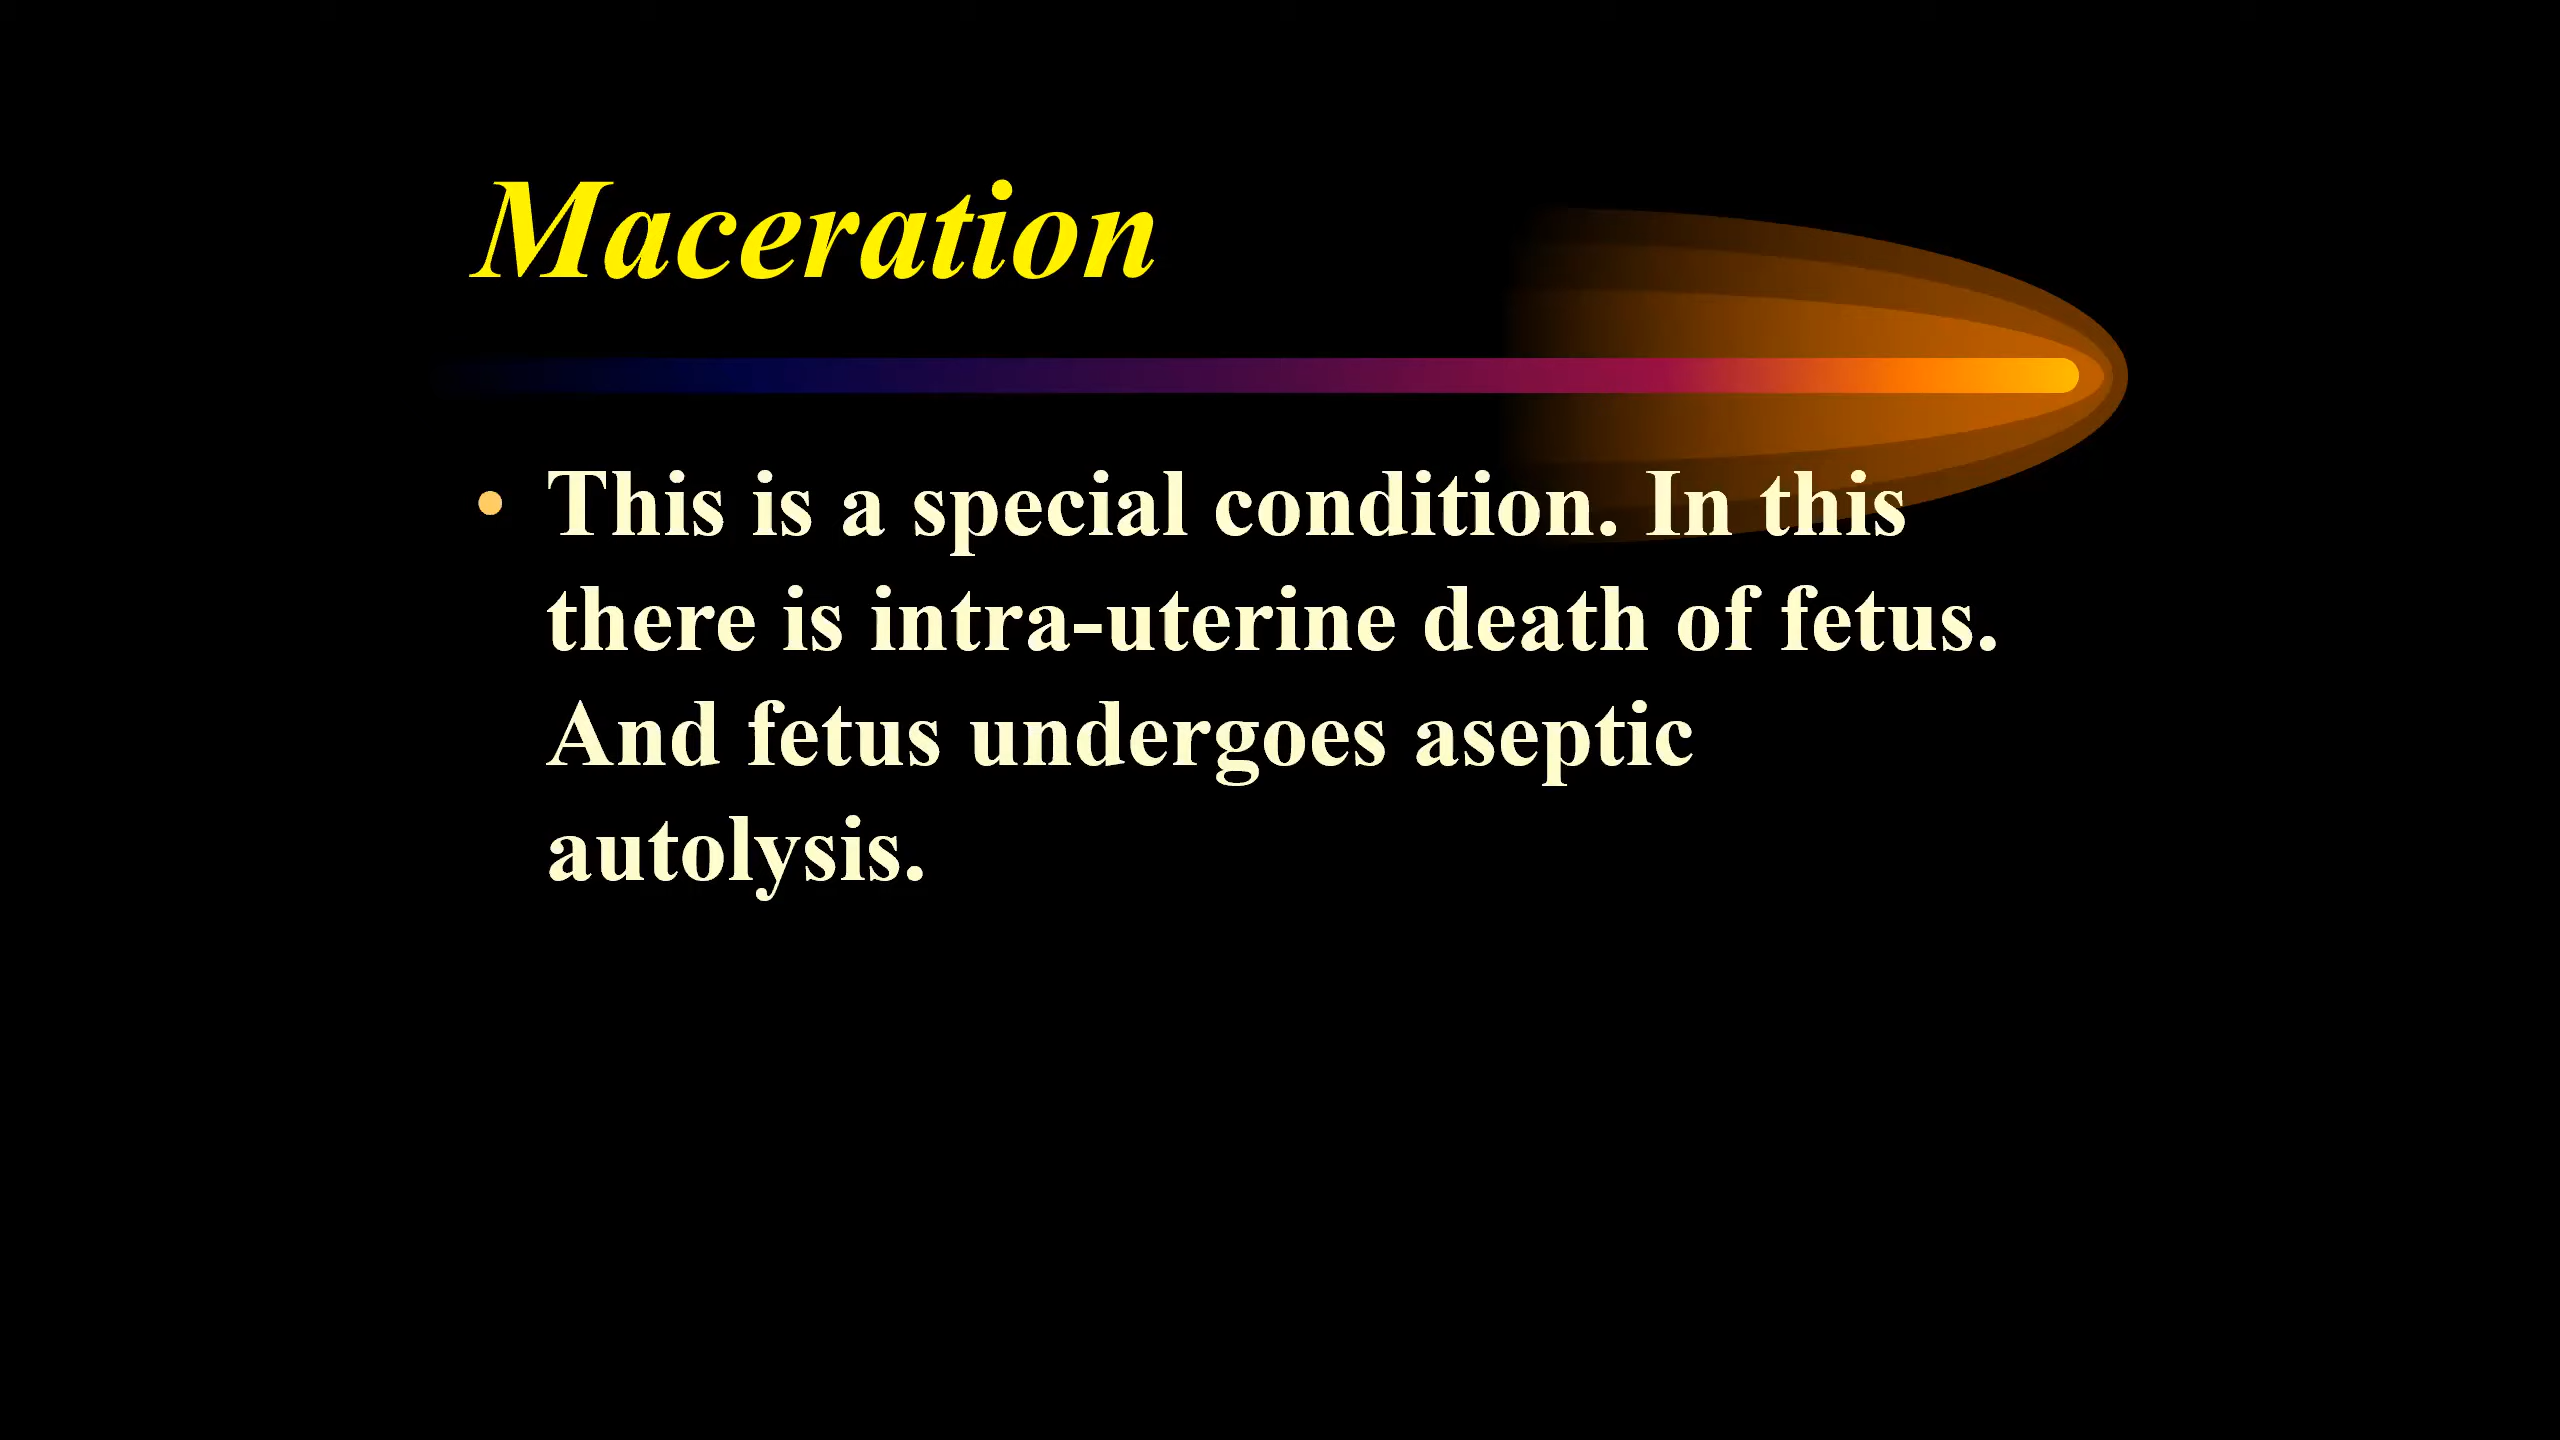 Maceration
• This is a special condition. In this
there is intra-uterine death of fetus.
And fetus undergoes aseptic
autolysis.